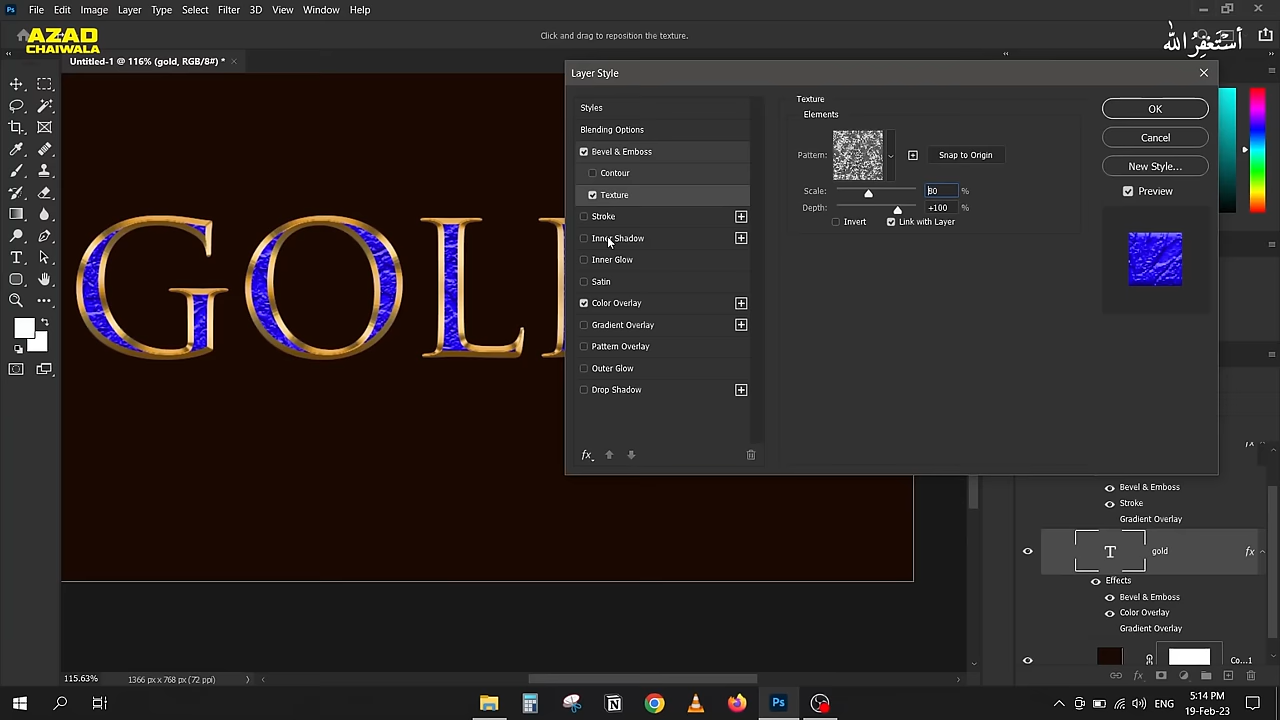 Ps File Edit Image Layer Type Select Filter 3D View Window Help
AZAD
CHAIWALA
Click and drag to reposition the texture.
أستغفر الله
Untitled-1 @ 116% (gold, RGB/8#) *
Layer Style
Styles
Blending Options
Bevel & Emboss
Contour
Texture
Stroke
Inner Shadow
Inner Glow
Satin
Color Overlay
Gradient Overlay
Pattern Overlay
Outer Glow
Drop Shadow
fx
Texture
Elements
Pattern:
Snap to Origin
Scale: 80 %
Depth: +100 %
Invert Link with Layer
OK
Cancel
New Style...
Preview
GOL
Bevel & Emboss
Stroke
Gradient Overlay
T gold fx
Effects
Bevel & Emboss
Color Overlay
Gradient Overlay
Co...1
115.63% 1366 px x 768 px (72 ppi)
Ps ENG 5:14 PM
19-Feb-23